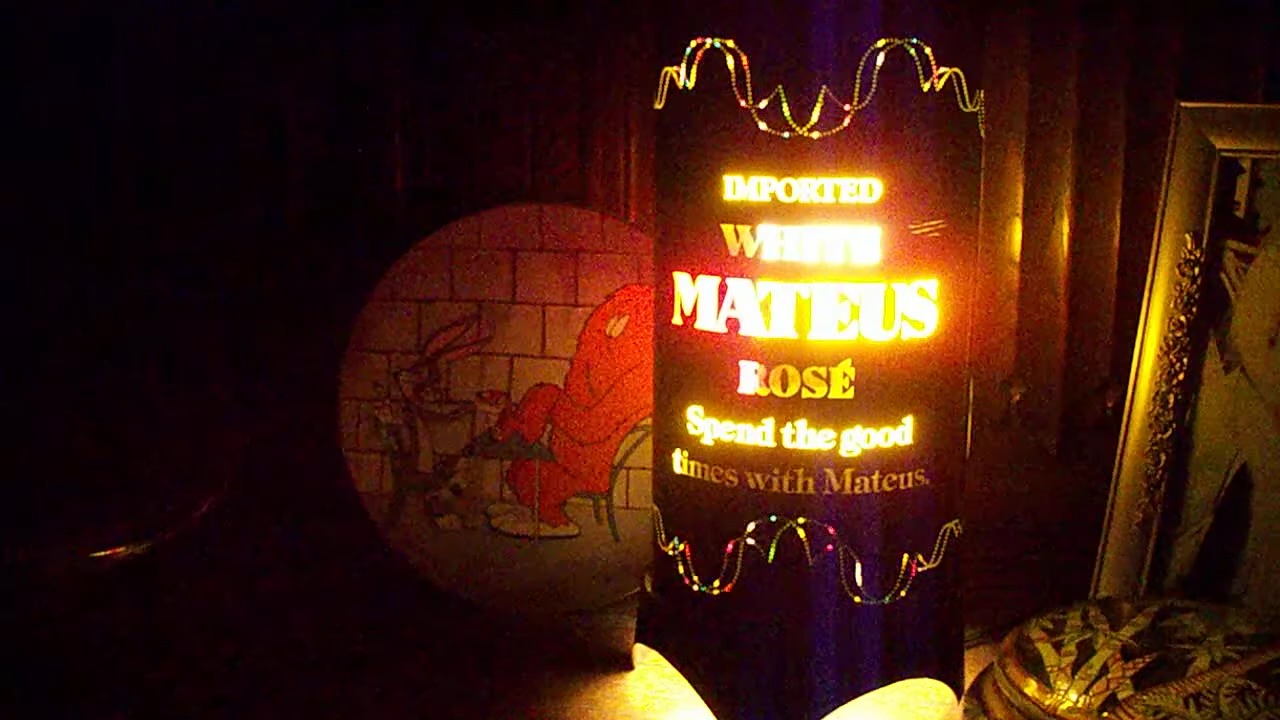 IMPORTED
WHITE
MATEUS
ROSÉ
Spend the good
times with Mateus.